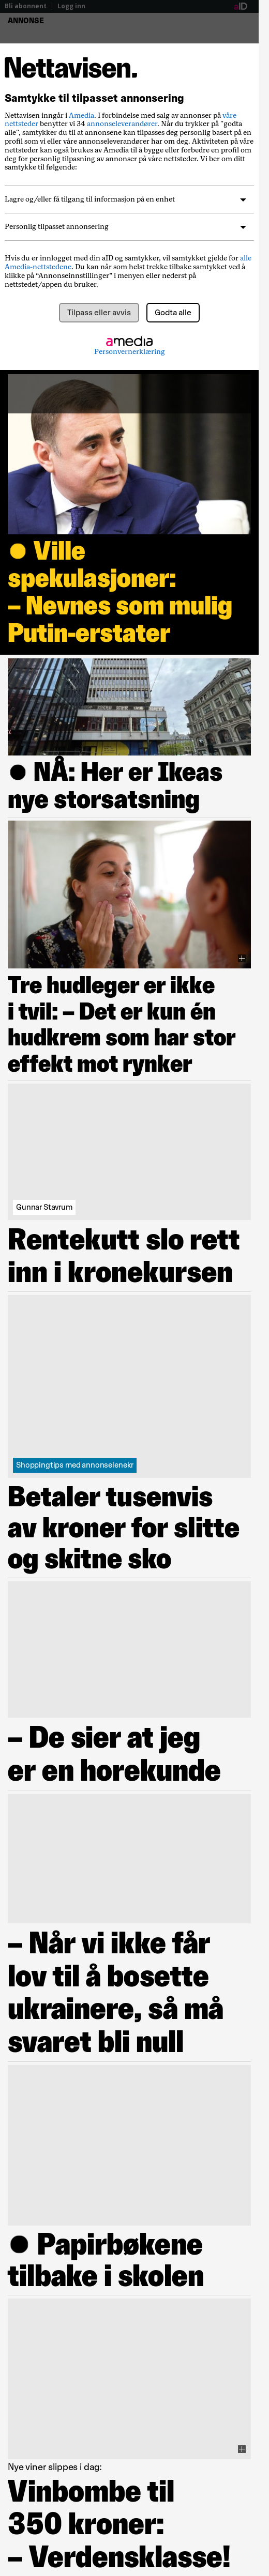 Bli abonnent | Logg inn
aID
ANNONSE
Nettavisen.
Samtykke til tilpasset annonsering
Nettavisen inngår i Amedia. I forbindelse med salg av annonser på våre
nettsteder benytter vi 34 annonseleverandører. Når du trykker på "godta
alle", samtykker du til at annonser kan tilpasses deg personlig basert på en
profil som vi eller våre annonseleverandører har om deg. Aktiviteten på våre
nettsteder kan også brukes av Amedia til å bygge eller forbedre en profil om
deg for personlig tilpasning av annonser på våre nettsteder. Vi ber om ditt
samtykke til følgende:
Lagre og/eller få tilgang til informasjon på en enhet
Personlig tilpasset annonsering
Hvis du er innlogget med din aID og samtykker, vil samtykket gjelde for alle
Amedia-nettstedene. Du kan når som helst trekke tilbake samtykket ved å
klikke på “Annonseinnstillinger” i menyen eller nederst på
nettstedet/appen du bruker.
Tilpass eller avvis
Godta alle
amedia
Personvernerklæring
● Ville
spekulasjoner:
– Nevnes som mulig
Putin-erstater
● NÅ: Her er Ikeas
nye storsatsning
Tre hudleger er ikke
i tvil: – Det er kun én
hudkrem som har stor
effekt mot rynker
Gunnar Stavrum
Rentekutt slo rett
inn i kronekursen
Shoppingtips med annonselenekr
Betaler tusenvis
av kroner for slitte
og skitne sko
– De sier at jeg
er en horekunde
– Når vi ikke får
lov til å bosette
ukrainere, så må
svaret bli null
● Papirbøkene
tilbake i skolen
Nye viner slippes i dag:
Vinbombe til
350 kroner:
– Verdensklasse!